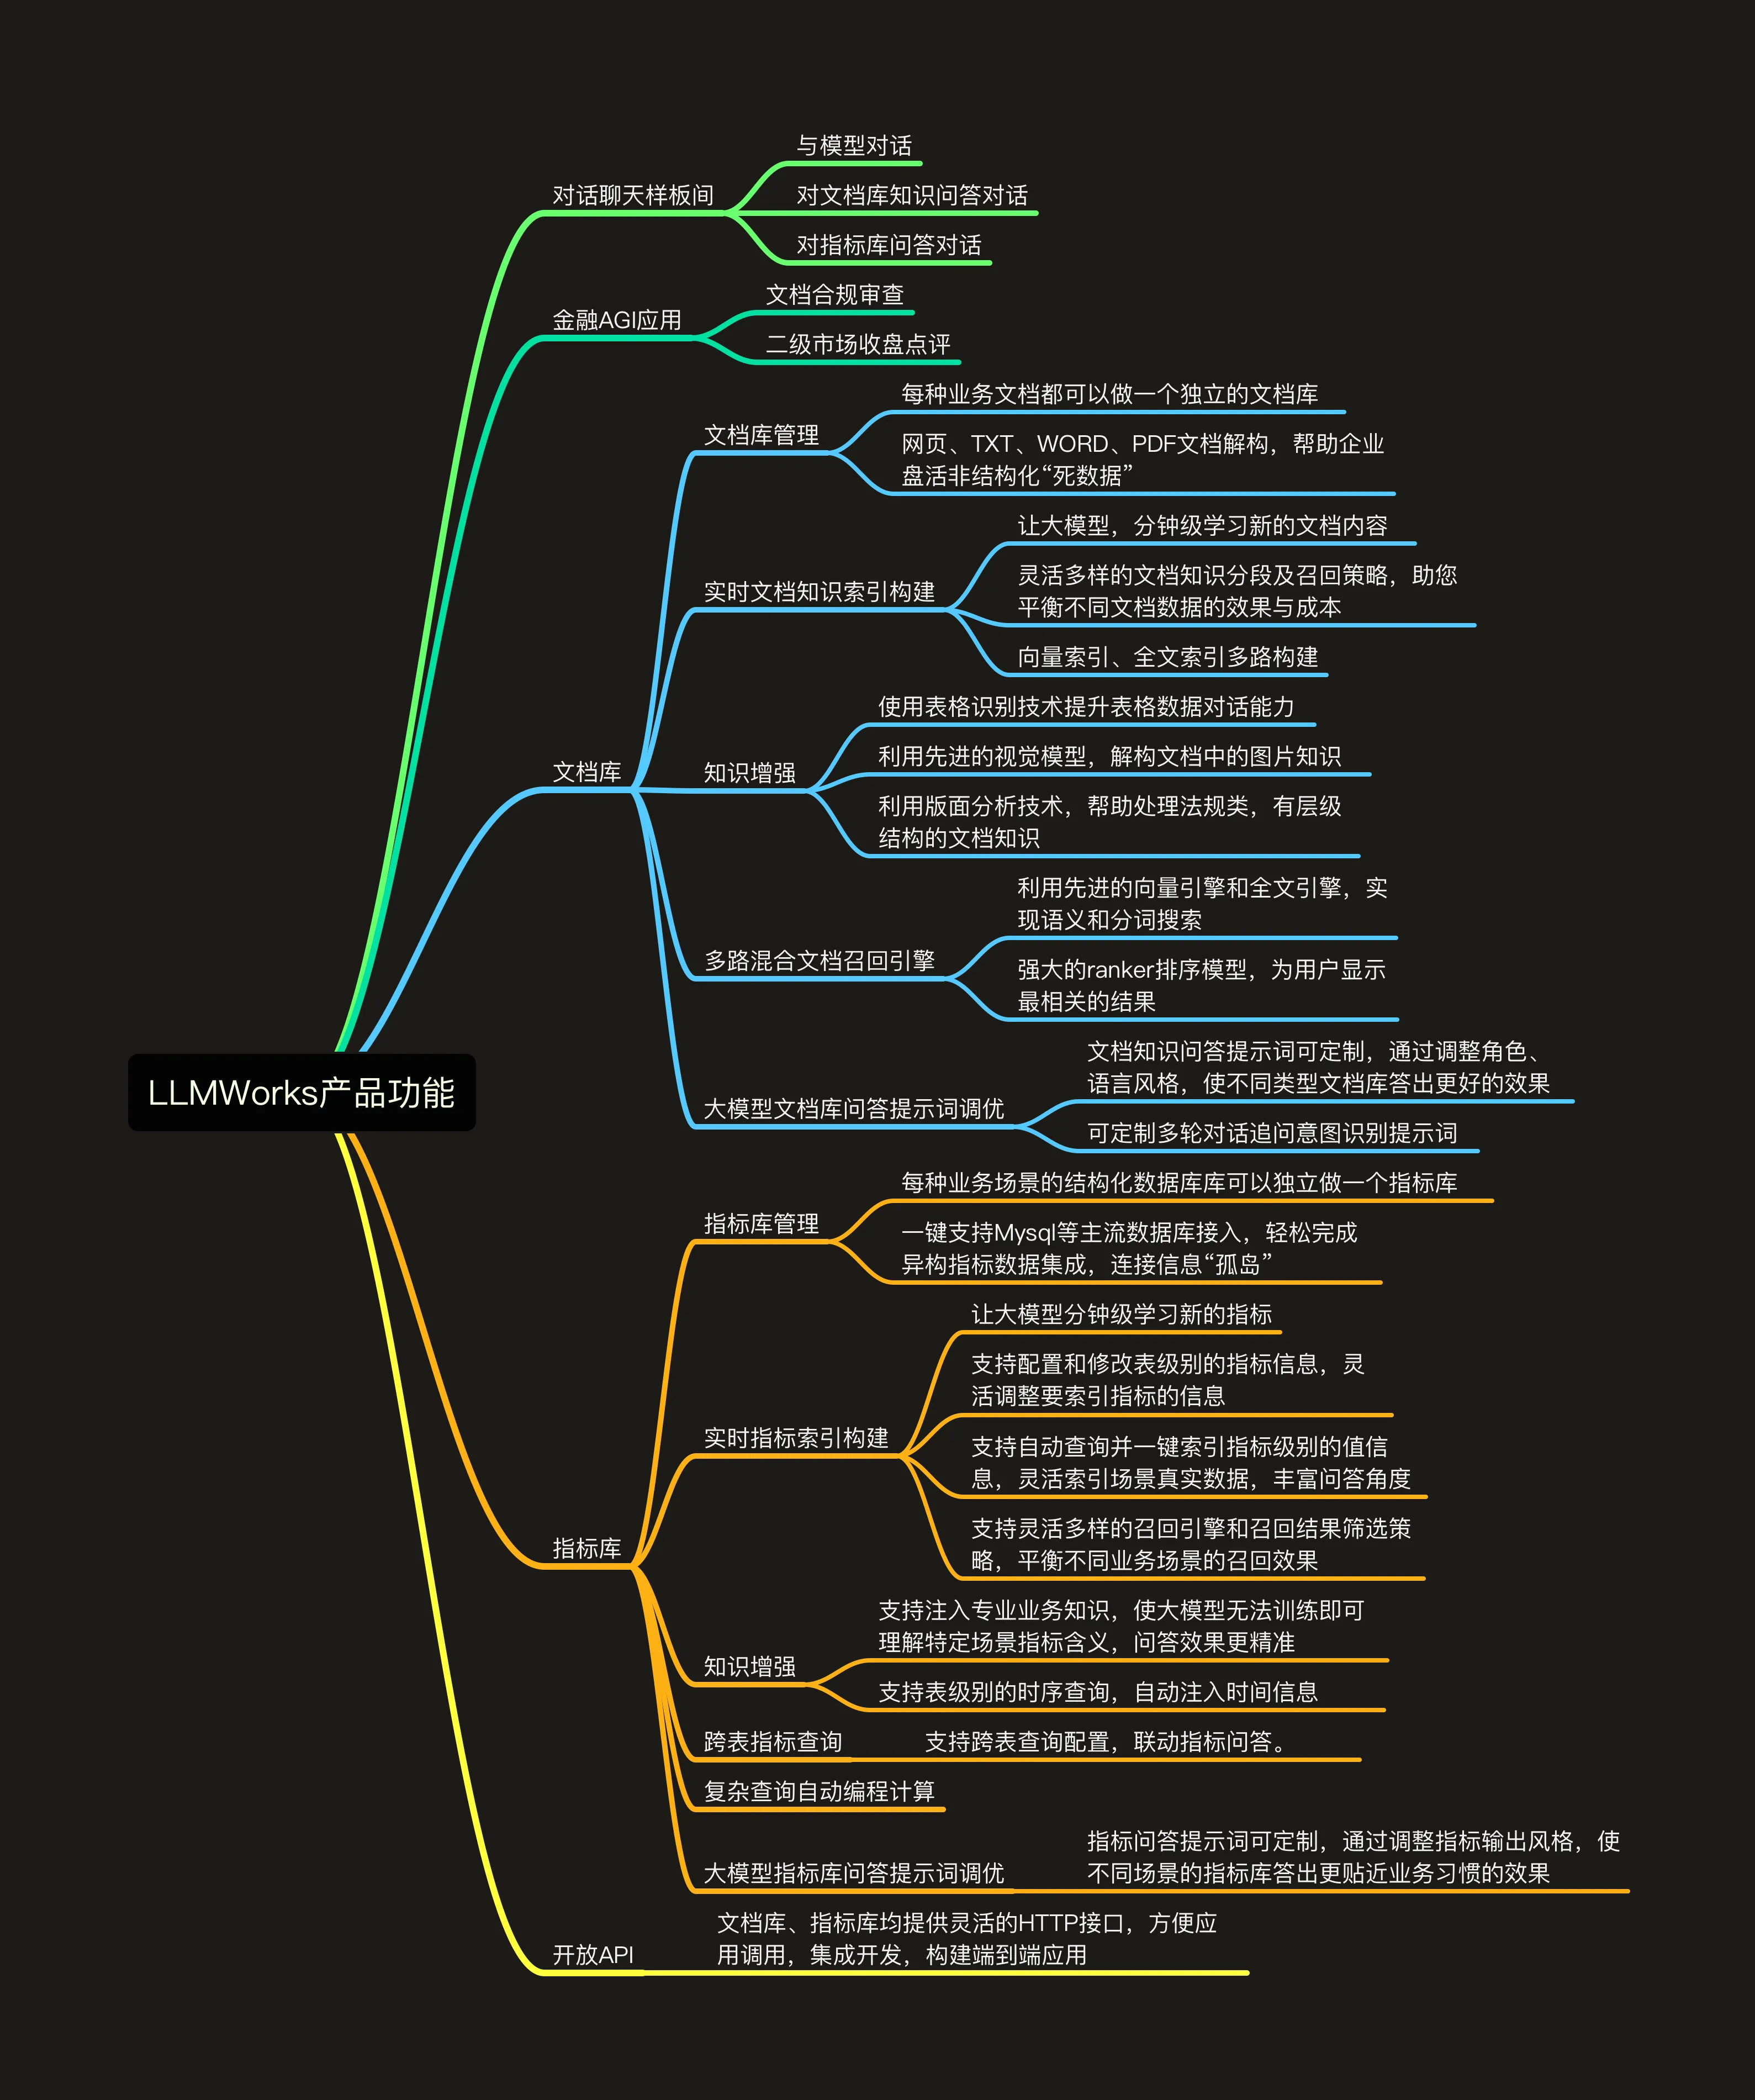 LLMWorks产品功能
对话聊天样板间
与模型对话
对文档库知识问答对话
对指标库问答对话
金融AGI应用
文档合规审查
二级市场收盘点评
文档库
文档库管理
每种业务文档都可以做一个独立的文档库
网页、TXT、WORD、PDF文档解构，帮助企业
盘活非结构化“死数据”
实时文档知识索引构建
让大模型，分钟级学习新的文档内容
灵活多样的文档知识分段及召回策略，助您
平衡不同文档数据的效果与成本
向量索引、全文索引多路构建
知识增强
使用表格识别技术提升表格数据对话能力
利用先进的视觉模型，解构文档中的图片知识
利用版面分析技术，帮助处理法规类，有层级
结构的文档知识
多路混合文档召回引擎
利用先进的向量引擎和全文引擎，实
现语义和分词搜索
强大的ranker排序模型，为用户显示
最相关的结果
大模型文档库问答提示词调优
文档知识问答提示词可定制，通过调整角色、
语言风格，使不同类型文档库答出更好的效果
可定制多轮对话追问意图识别提示词
指标库
指标库管理
每种业务场景的结构化数据库库可以独立做一个指标库
一键支持Mysql等主流数据库接入，轻松完成
异构指标数据集成，连接信息“孤岛”
实时指标索引构建
让大模型分钟级学习新的指标
支持配置和修改表级别的指标信息，灵
活调整要索引指标的信息
支持自动查询并一键索引指标级别的值信
息，灵活索引场景真实数据，丰富问答角度
支持灵活多样的召回引擎和召回结果筛选策
略，平衡不同业务场景的召回效果
知识增强
支持注入专业业务知识，使大模型无法训练即可
理解特定场景指标含义，问答效果更精准
支持表级别的时序查询，自动注入时间信息
跨表指标查询
支持跨表查询配置，联动指标问答。
复杂查询自动编程计算
大模型指标库问答提示词调优
指标问答提示词可定制，通过调整指标输出风格，使
不同场景的指标库答出更贴近业务习惯的效果
开放API
文档库、指标库均提供灵活的HTTP接口，方便应
用调用，集成开发，构建端到端应用